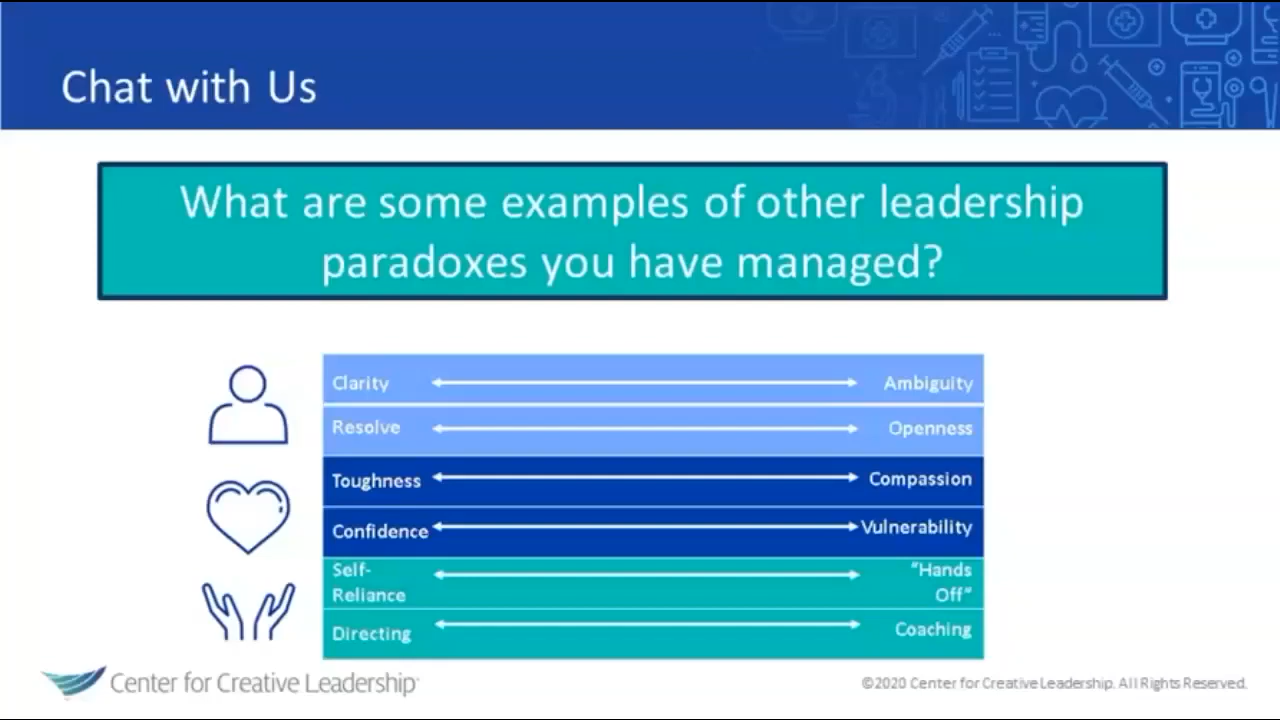 Chat with Us
What are some examples of other leadership
paradoxes you have managed?
Clarity Ambiguity
Resolve Openness
Toughness Compassion
Confidence Vulnerability
Self-
Reliance
"Hands
Off"
Directing Coaching
Center for Creative Leadership
©2020 Center for Creative Leadership. All Rights Reserved.